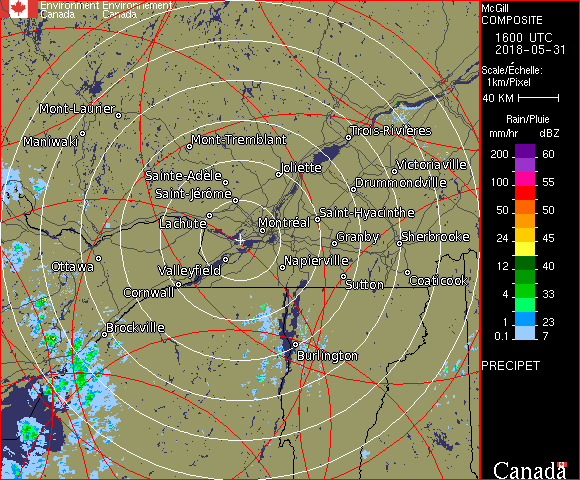 Environment Environnement
Canada Canada
McGill
COMPOSITE
1600 UTC
2018-05-31
Scale/Échelle:
1km/Pixel
40 KM
Rain/Pluie
mm/hr dBZ
200 60
155 55
100 55
50 50
24 45
12 40
4 33
1 23
0.1 7
PRECIPET
Canada
Mont-Laurier
Maniwaki
Mont-Tremblant
Trois-Rivières
Joliette
Victoriaville
Sainte-Adèle
Drummondville
Saint-Jérôme
Saint-Hyacinthe
Lachute
Montréal
Granby
Sherbrooke
Ottawa
Valleyfield
Napierville
Cornwall
Sutton
Coaticook
Brockville
Burlington